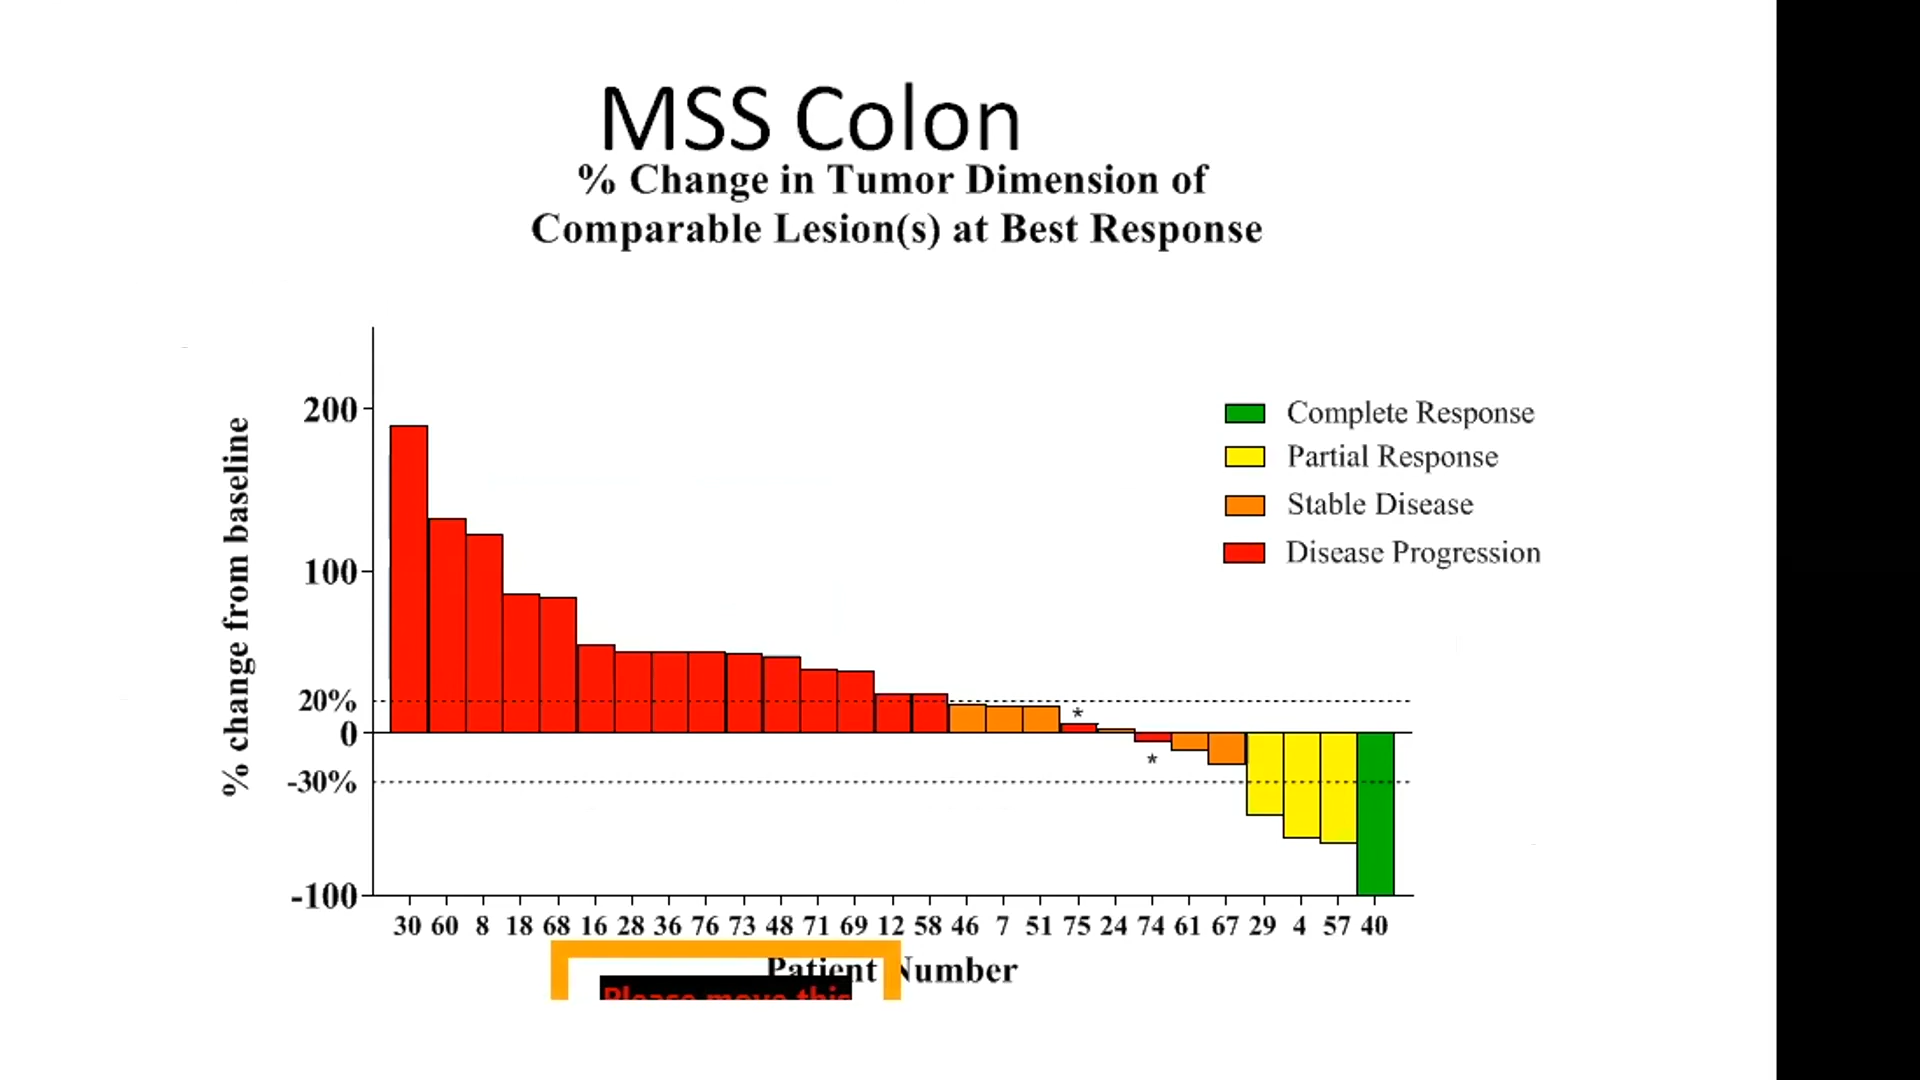 MSS Colon
% Change in Tumor Dimension of
Comparable Lesion(s) at Best Response
% change from baseline
200
100
20%
0
-30%
-100
*
*
Complete Response
Partial Response
Stable Disease
Disease Progression
30 60 8 18 68 16 28 36 76 73 48 71 69 12 58 46 7 51 75 24 74 61 67 29 4 57 40
Patient Number
Please move this